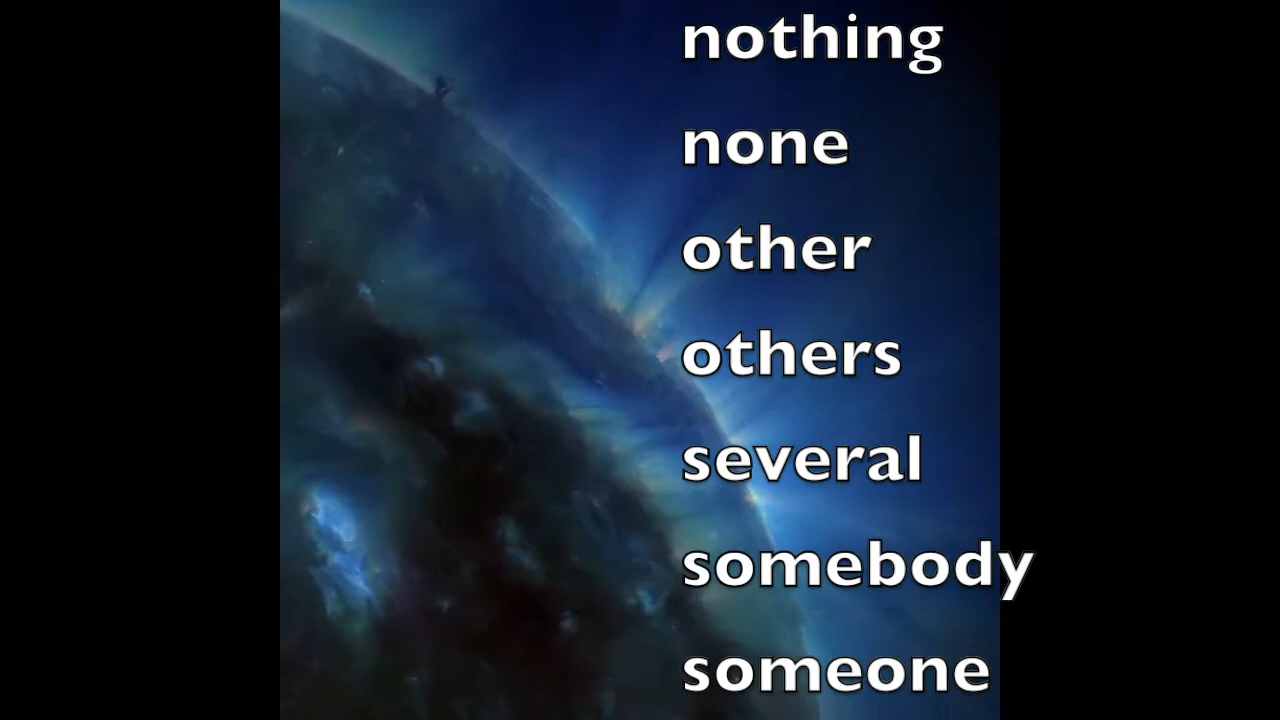 nothing
none
other
others
several
somebody
someone